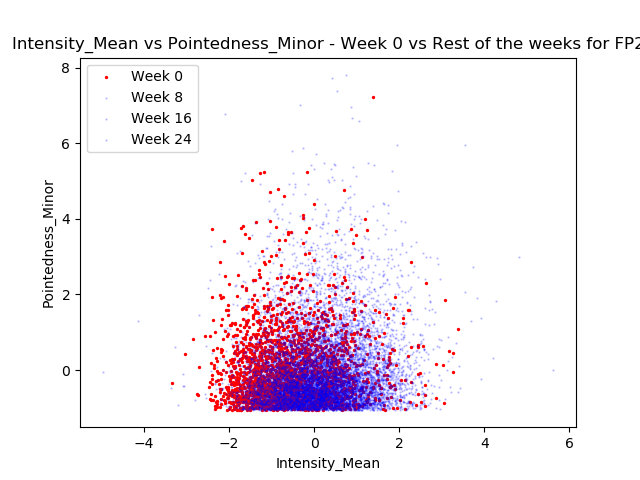 Intensity_Mean vs Pointedness_Minor - Week 0 vs Rest of the weeks for FP2
Week 0
Week 8
Week 16
Week 24
Pointedness_Minor
8
6
4
2
0
−4
−2
0
2
4
6
Intensity_Mean